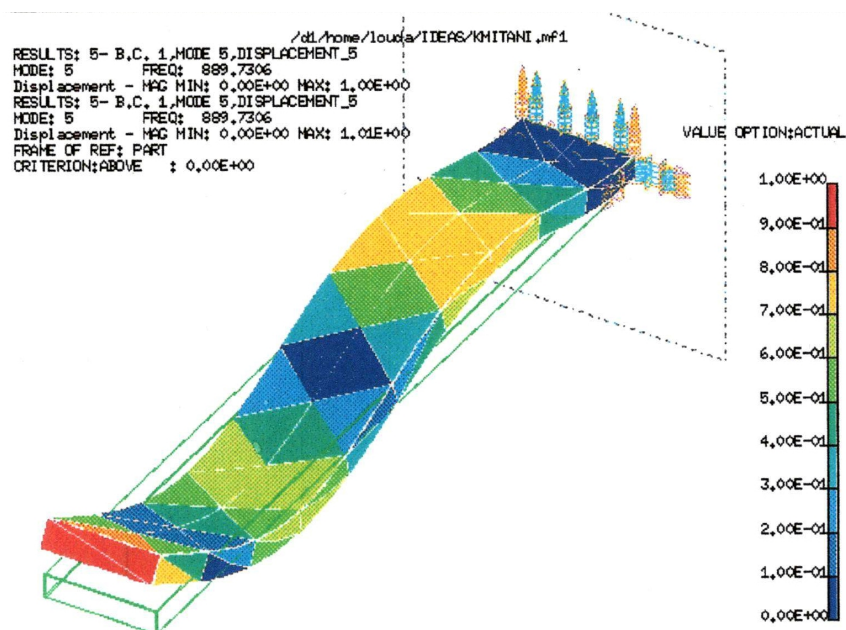 /d1/home/louda/IDEAS/KMITANI.mf1
RESULTS: 5- B.C. 1,MODE 5,DISPLACEMENT_5
MODE: 5 FREQ: 889.7306
Displacement - MAG MIN: 0.00E+00 MAX: 1.00E+00
RESULTS: 5- B.C. 1,MODE 5,DISPLACEMENT_5
MODE: 5 FREQ: 889.7306
Displacement - MAG MIN: 0.00E+00 MAX: 1.01E+00
FRAME OF REF: PART
CRITERION:ABOVE : 0.00E+00
VALUE OPTION:ACTUAL
1.00E+00
9.00E-01
8.00E-01
7.00E-01
6.00E-01
5.00E-01
4.00E-01
3.00E-01
2.00E-01
1.00E-01
0.00E+00